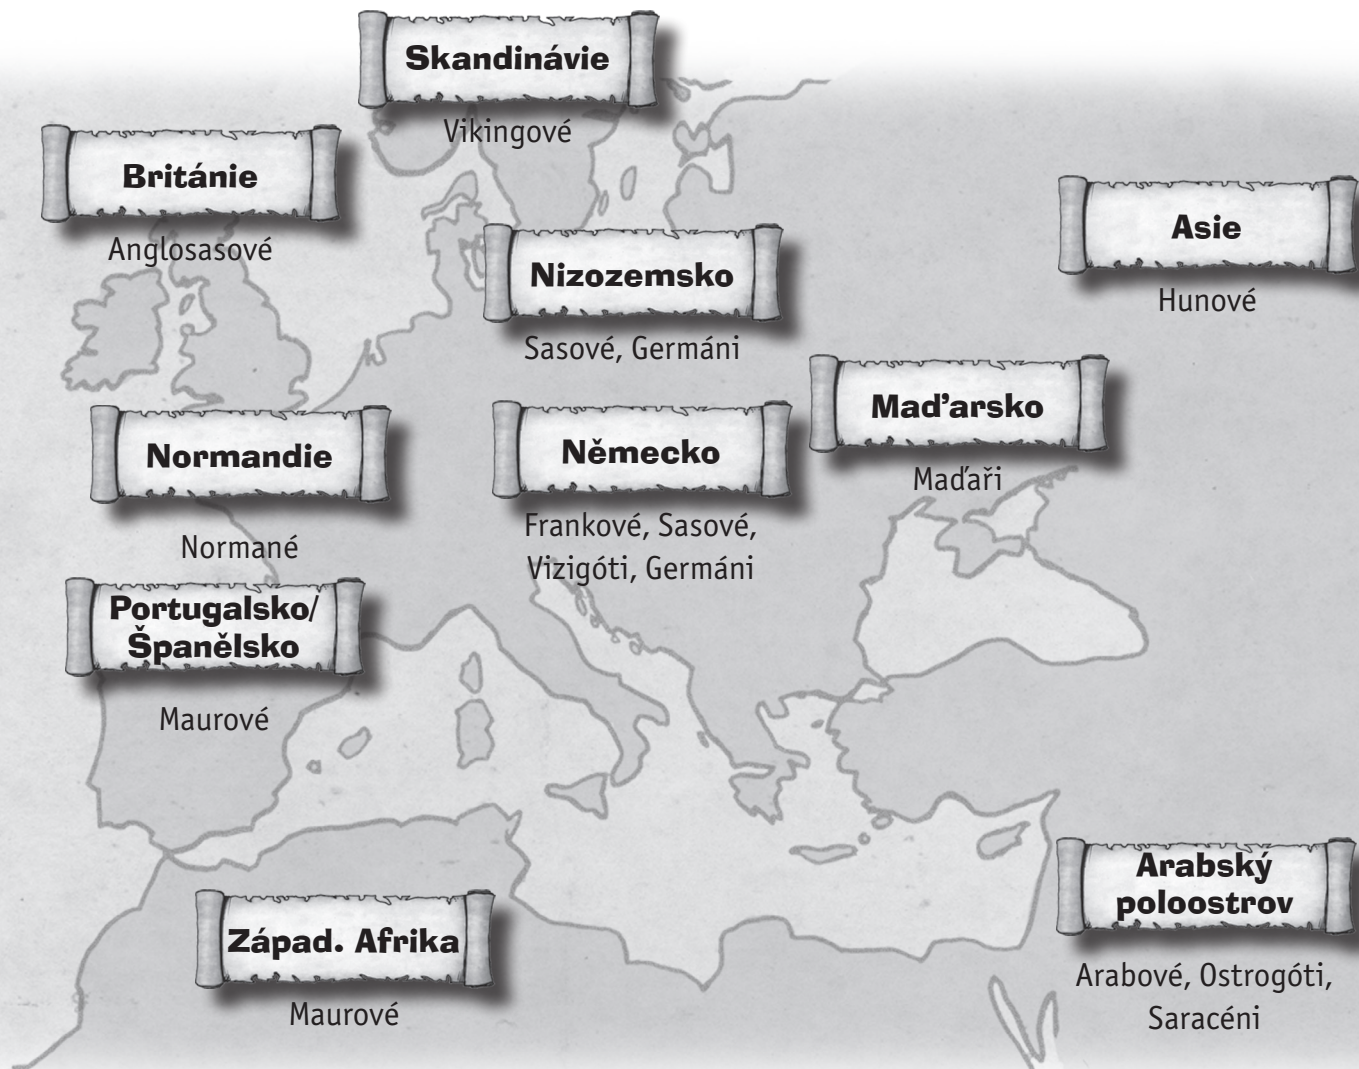 Skandinávie
Vikingové
Británie
Anglosasové
Asie
Hunové
Nizozemsko
Sasové, Germáni
Maďarsko
Maďaři
Normandie
Normané
Německo
Frankové, Sasové,
Vizigóti, Germáni
Portugalsko/
Španělsko
Maurové
Západ. Afrika
Maurové
Arabský
poloostrov
Arabové, Ostrogóti,
Saracéni